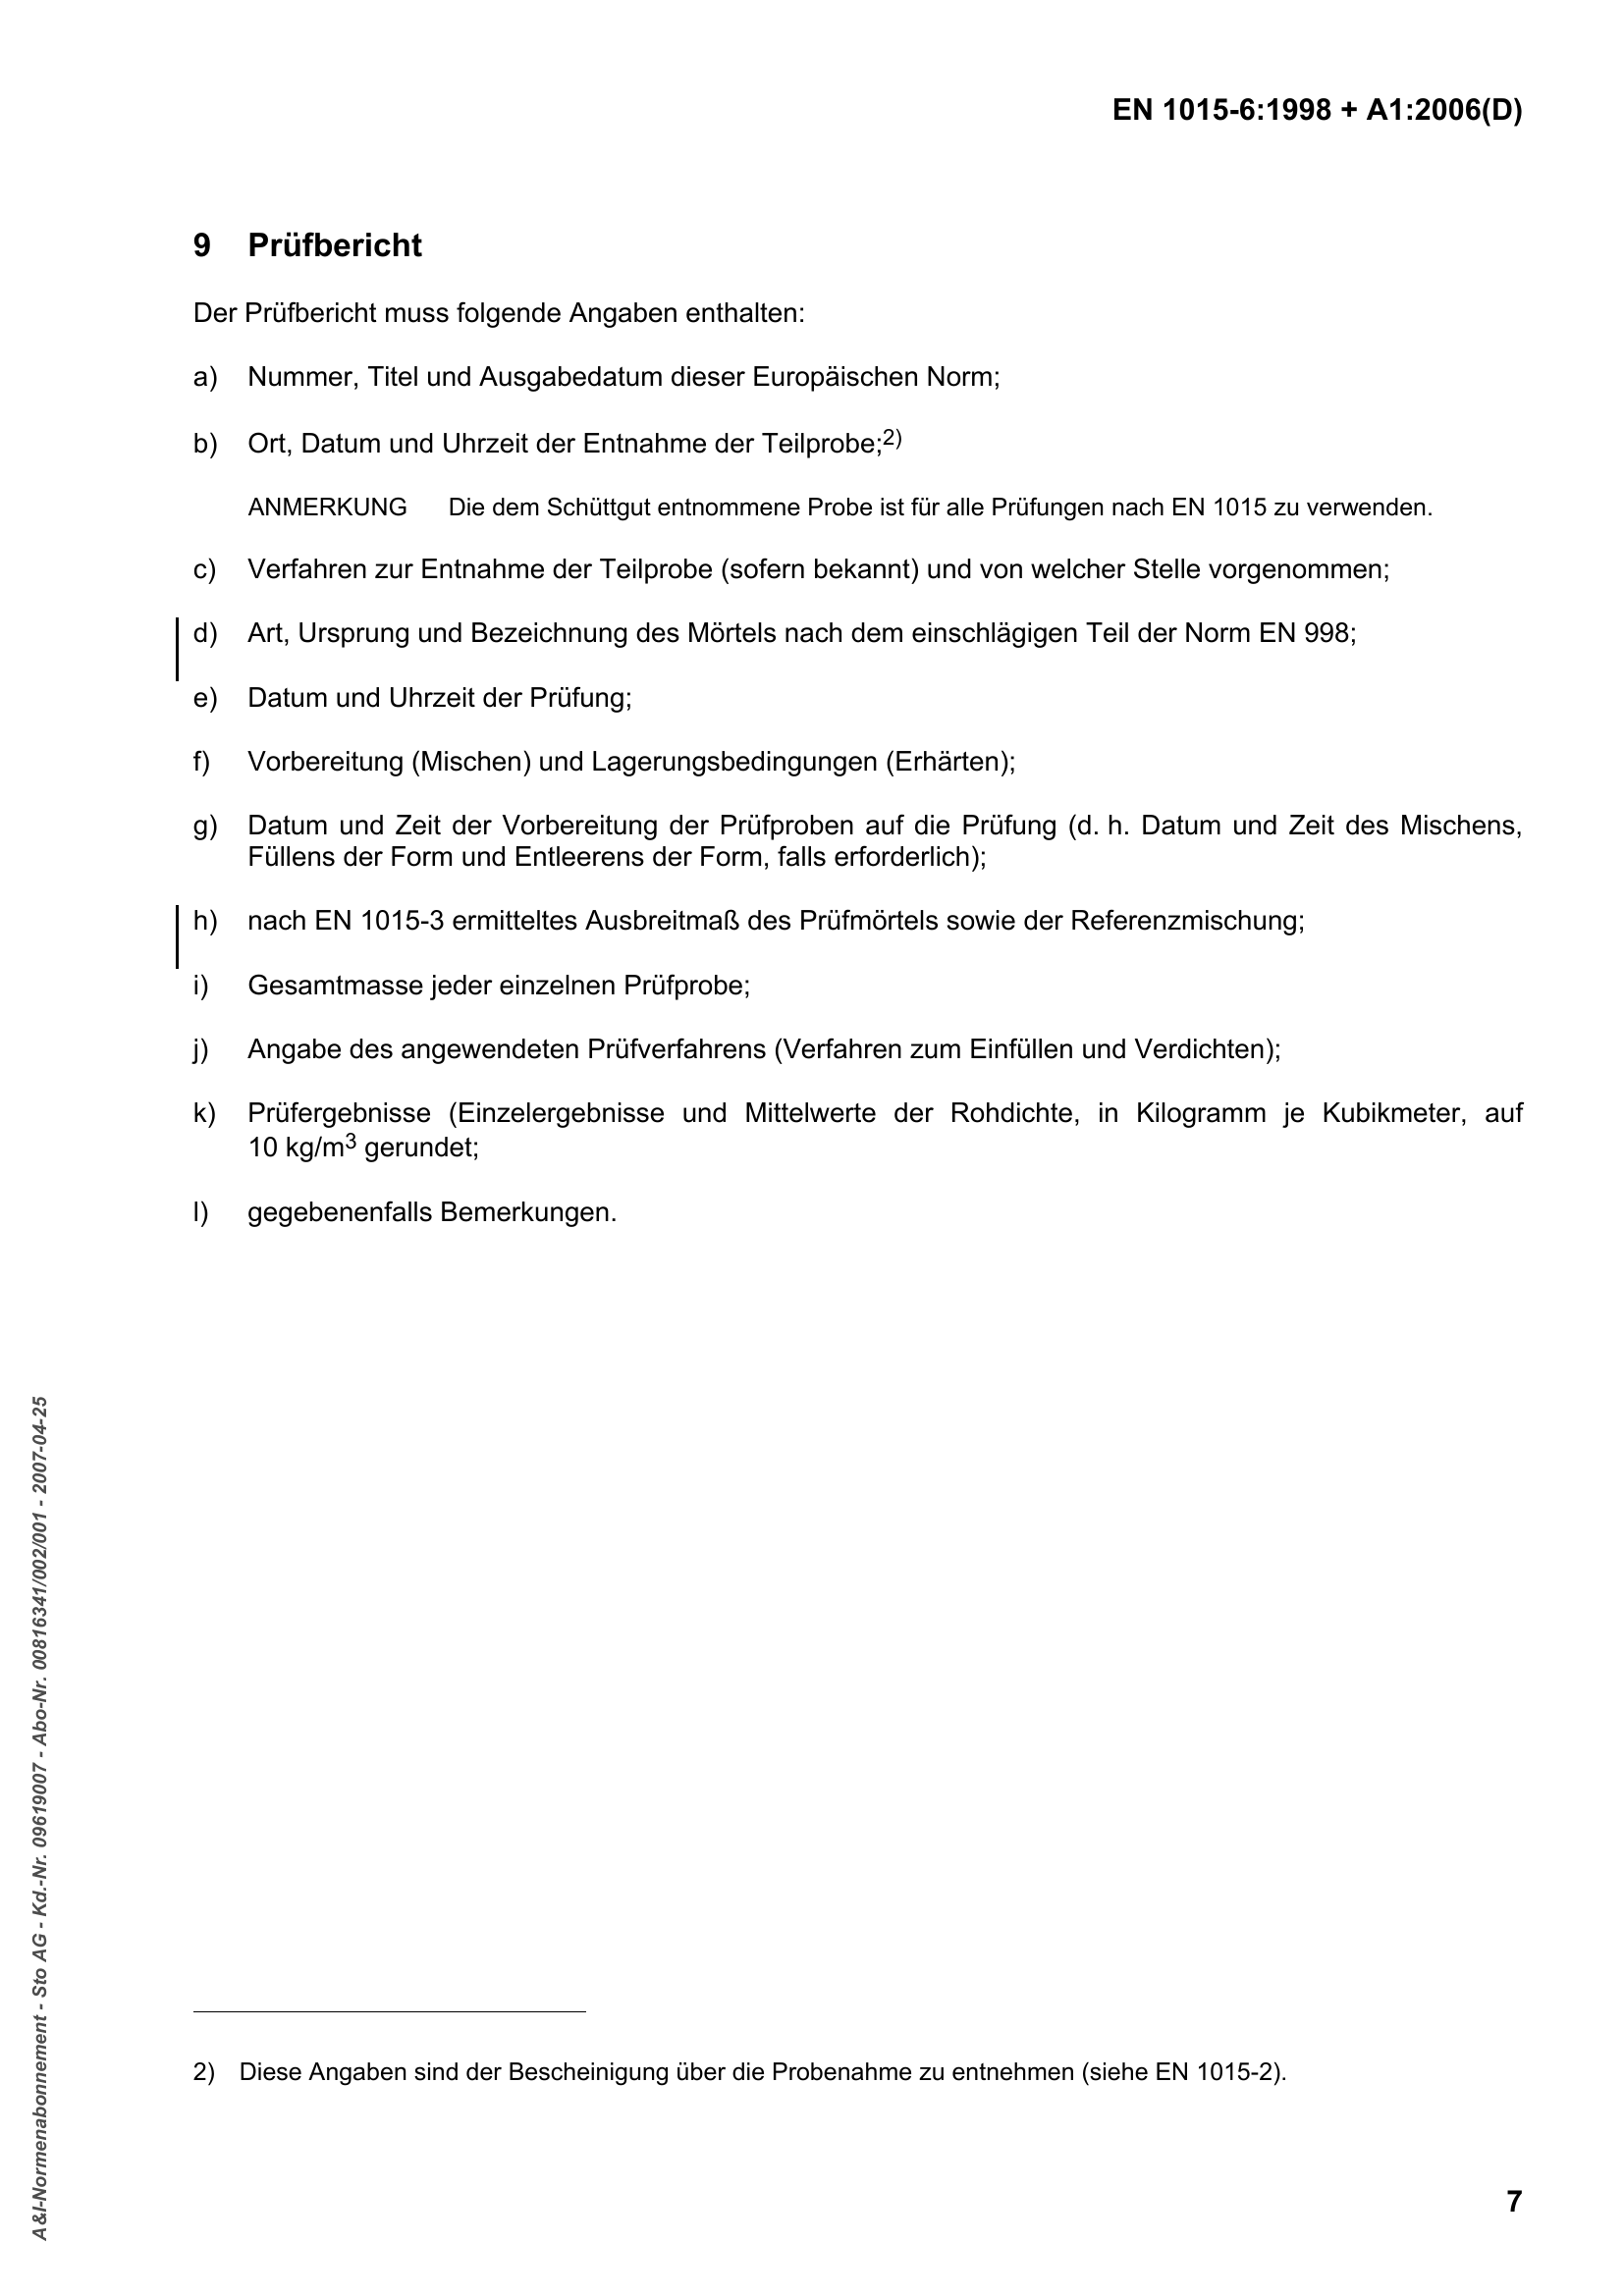 EN 1015-6:1998 + A1:2006(D)
9 Prüfbericht
Der Prüfbericht muss folgende Angaben enthalten:
a) Nummer, Titel und Ausgabedatum dieser Europäischen Norm;
b) Ort, Datum und Uhrzeit der Entnahme der Teilprobe;2)
ANMERKUNG Die dem Schüttgut entnommene Probe ist für alle Prüfungen nach EN 1015 zu verwenden.
c) Verfahren zur Entnahme der Teilprobe (sofern bekannt) und von welcher Stelle vorgenommen;
d) Art, Ursprung und Bezeichnung des Mörtels nach dem einschlägigen Teil der Norm EN 998;
e) Datum und Uhrzeit der Prüfung;
f) Vorbereitung (Mischen) und Lagerungsbedingungen (Erhärten);
g) Datum und Zeit der Vorbereitung der Prüfproben auf die Prüfung (d. h. Datum und Zeit des Mischens,
Füllens der Form und Entleerens der Form, falls erforderlich);
h) nach EN 1015-3 ermitteltes Ausbreitmaß des Prüfmörtels sowie der Referenzmischung;
i) Gesamtmasse jeder einzelnen Prüfprobe;
j) Angabe des angewendeten Prüfverfahrens (Verfahren zum Einfüllen und Verdichten);
k) Prüfergebnisse (Einzelergebnisse und Mittelwerte der Rohdichte, in Kilogramm je Kubikmeter, auf
10 kg/m3 gerundet;
l) gegebenenfalls Bemerkungen.
2) Diese Angaben sind der Bescheinigung über die Probenahme zu entnehmen (siehe EN 1015-2).
7
A&I-Normenabonnement - Sto AG - Kd.-Nr. 09619007 - Abo-Nr. 00816341/002/001 - 2007-04-25